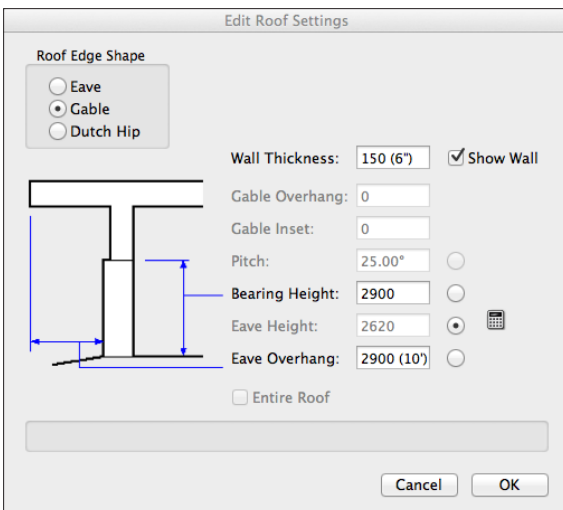 Edit Roof Settings
Roof Edge Shape
Eave
Gable
Dutch Hip
Wall Thickness: 150 (6") Show Wall
Gable Overhang: 0
Gable Inset: 0
Pitch: 25.00°
Bearing Height: 2900
Eave Height: 2620
Eave Overhang: 2900 (10')
Entire Roof
Cancel OK